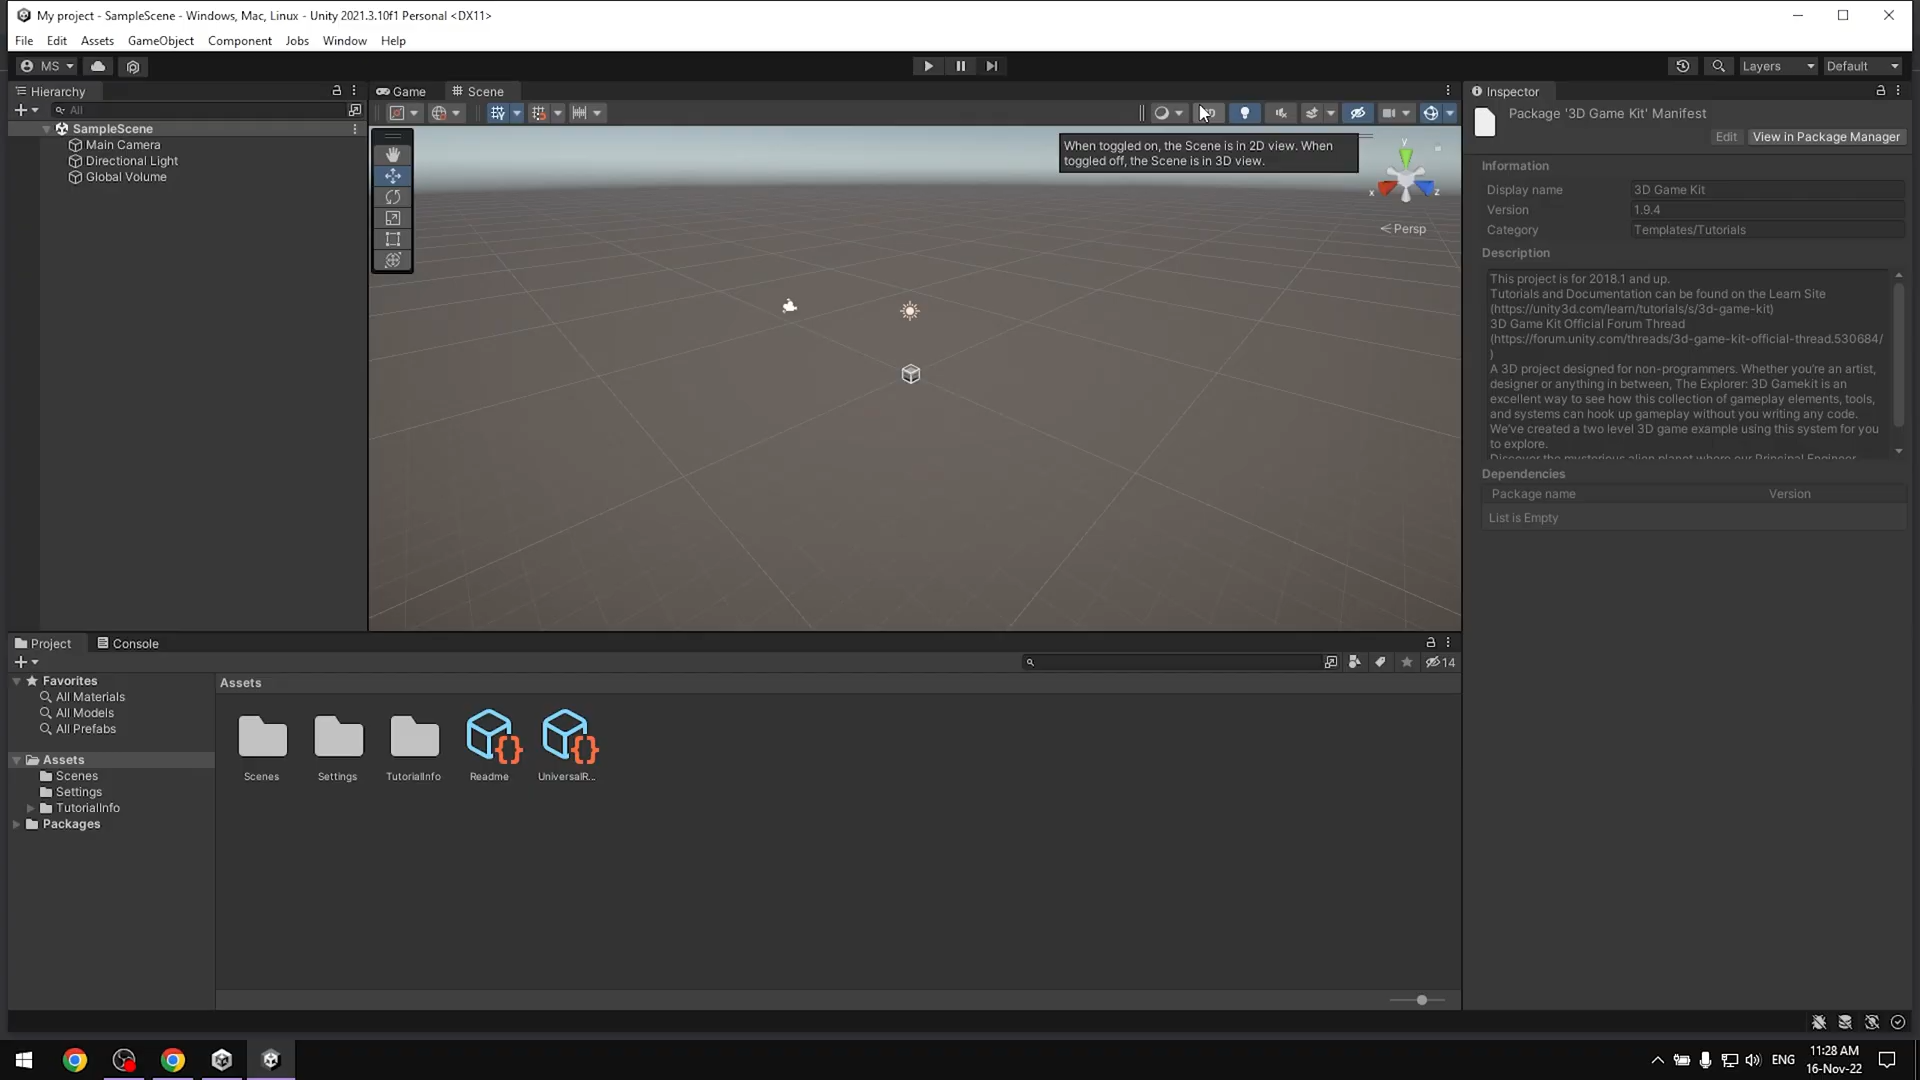 My project - SampleScene - Windows, Mac, Linux - Unity 2021.3.10f1 Personal <DX11>
File Edit Assets GameObject Component Jobs Window Help
MS
Layers Default
Hierarchy
All
SampleScene
Main Camera
Directional Light
Global Volume
Game Scene
When toggled on, the Scene is in 2D view. When
toggled off, the Scene is in 3D view.
y
x z
Persp
Inspector
Package '3D Game Kit' Manifest
Edit View in Package Manager
Information
Display name 3D Game Kit
Version 1.9.4
Category Templates/Tutorials
Description
This project is for 2018.1 and up.
Tutorials and Documentation can be found on the Learn Site
(https://unity3d.com/learn/tutorials/s/3d-game-kit)
3D Game Kit Official Forum Thread
(https://forum.unity.com/threads/3d-game-kit-official-thread.530684/
)
A 3D project designed for non-programmers. Whether you're an artist,
designer or anything in between, The Explorer: 3D Gamekit is an
excellent way to see how this collection of gameplay elements, tools,
and systems can hook up gameplay without you writing any code.
We've created a two level 3D game example using this system for you
to explore.
Discover the mysterious alien planet where our Principal Engineer
Dependencies
Package name Version
List is Empty
Project Console
14
Favorites
All Materials
All Models
All Prefabs
Assets
Scenes
Settings
TutorialInfo
Packages
Assets
Scenes Settings TutorialInfo Readme UniversalR...
ENG
11:28 AM
16-Nov-22